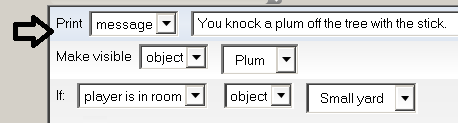 Print message You knock a plum off the tree with the stick.
Make visible object Plum
If: player is in room object Small yard